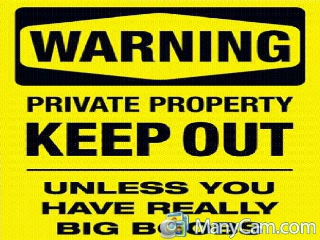 WARNING
PRIVATE PROPERTY
KEEP OUT
UNLESS YOU
HAVE REALLY
BIG
ManyCam.com